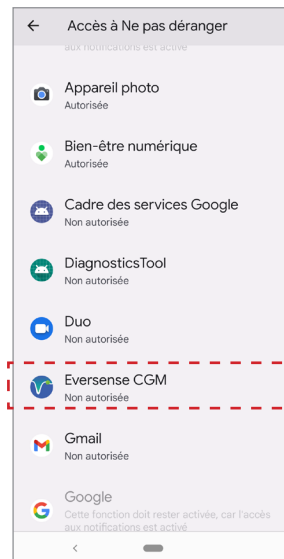 Accès à Ne pas déranger
aux notifications est activé
Appareil photo
Autorisée
Bien-être numérique
Autorisée
Cadre des services Google
Non autorisée
DiagnosticsTool
Non autorisée
Duo
Non autorisée
Eversense CGM
Non autorisée
Gmail
Non autorisée
Google
Cette fonction doit rester activée, car l'accès
aux notifications est activé